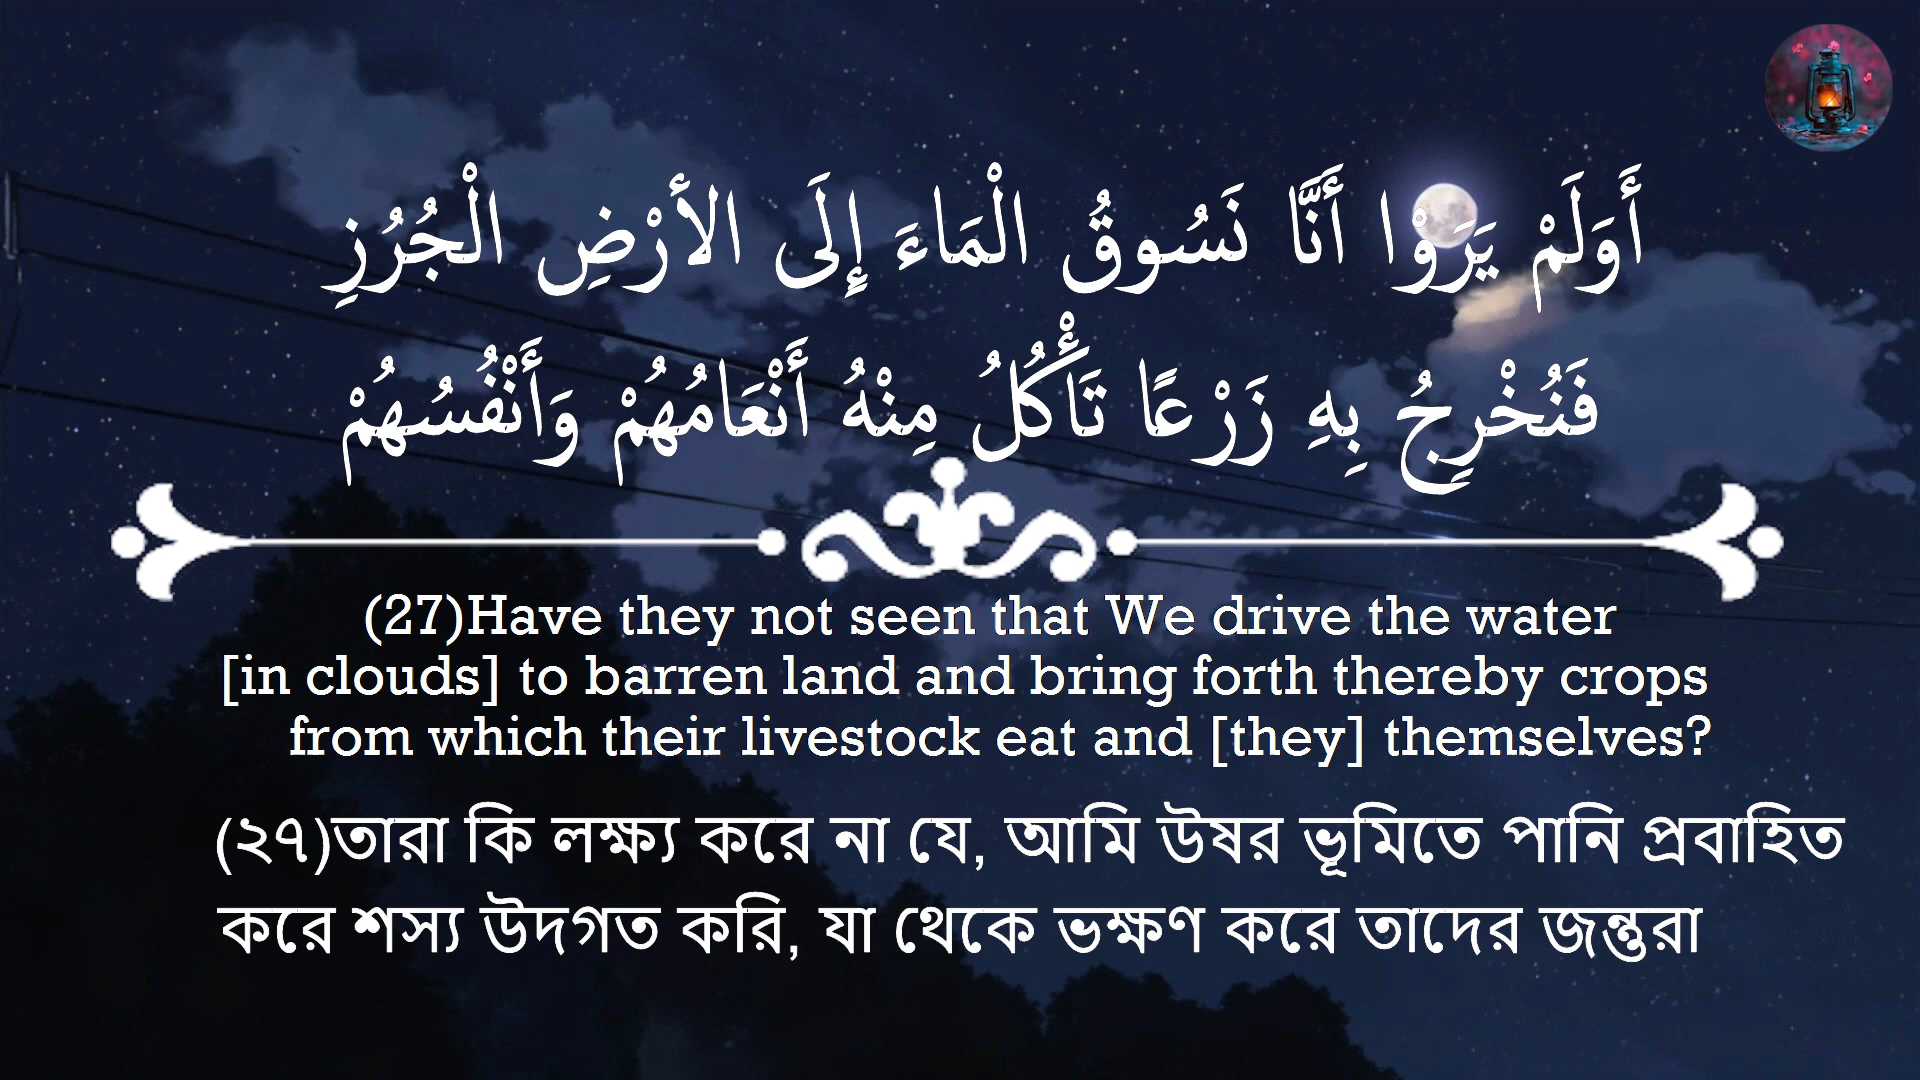 أَوَلَمْ يَرَوْا أَنَّا نَسُوقُ الْمَاءَ إِلَى الأرْضِ الْجُرُزِ
فَنُخْرِجُ بِهِ زَرْعًا تَأْكُلُ مِنْهُ أَنْعَامُهُمْ وَأَنْفُسُهُمْ
(27)Have they not seen that We drive the water
[in clouds] to barren land and bring forth thereby crops
from which their livestock eat and [they] themselves?
(২৭)তারা কি লক্ষ্য করে না যে, আমি উষর ভূমিতে পানি প্রবাহিত
করে শস্য উদগত করি, যা থেকে ভক্ষণ করে তাদের জন্তুরা